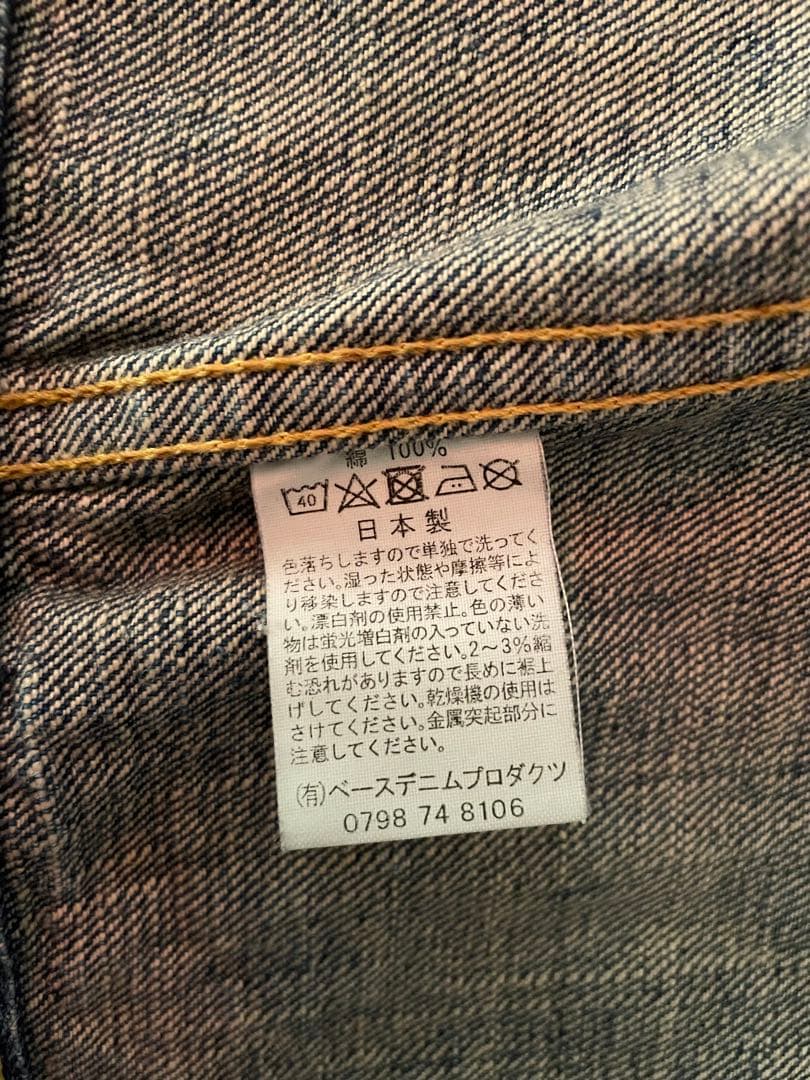 綿 100%
40
日本製
色落ちしますので単独で洗ってく
ださい。湿った状態や摩擦等によ
り移染しますので注意してくださ
い。漂白剤の使用禁止。色の薄い
物は蛍光増白剤の入っていない洗
剤を使用してください。2〜3%縮
む恐れがありますので長めに裾上
げしてください。乾燥機の使用は
さけてください。金属突起部分に
注意してください。
(有)ベースデニムプロダクツ
0798 74 8106